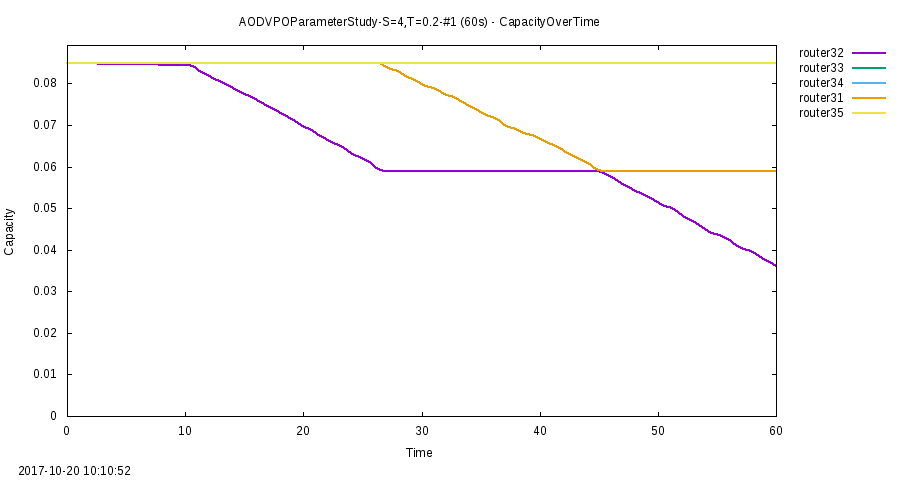 AODVPOParameterStudy-S=4,T=0.2-#1 (60s) - CapacityOverTime
router32
router33
router34
router31
router35
0.08
0.07
0.06
0.05
0.04
0.03
0.02
0.01
0
Capacity
0 10 20 30 40 50 60
Time
2017-10-20 10:10:52